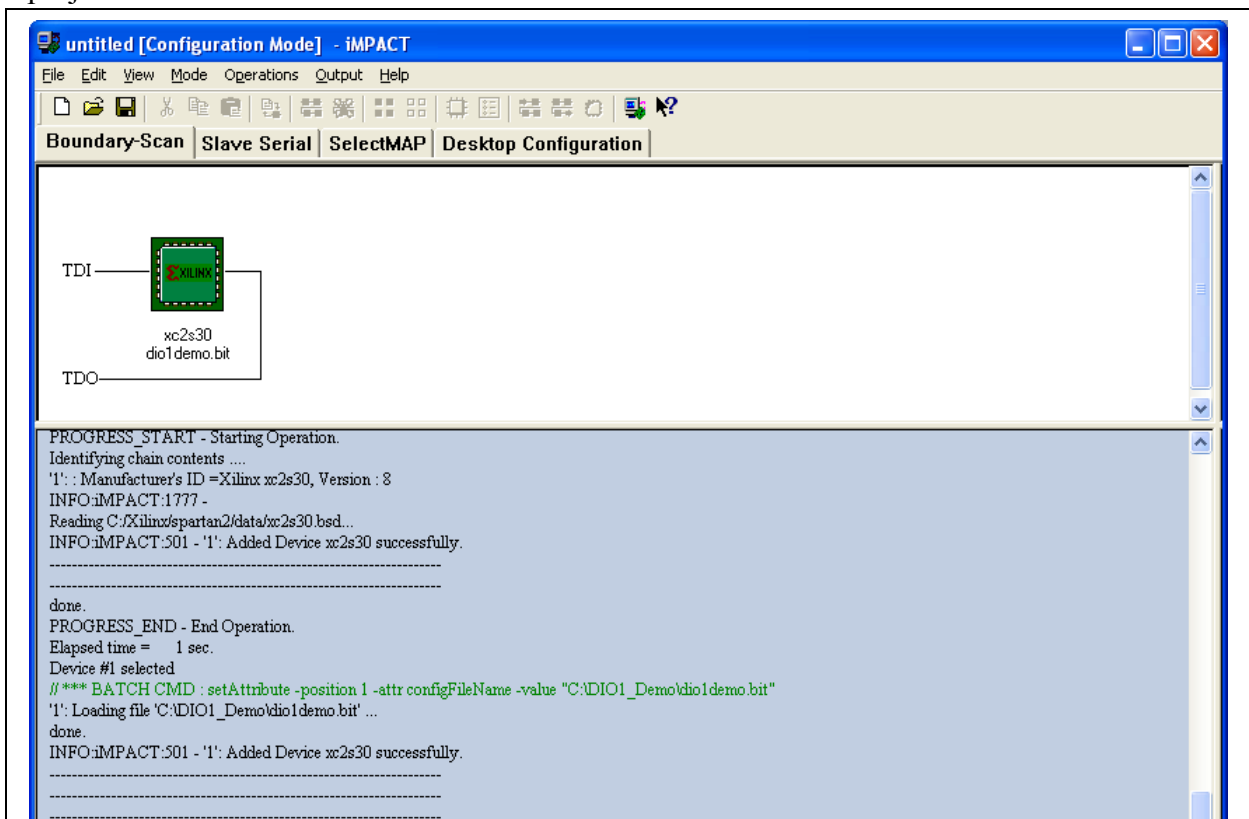 untitled [Configuration Mode] - iMPACT
File Edit View Mode Operations Output Help
Boundary-Scan Slave Serial SelectMAP Desktop Configuration
TDI
XILINX
xc2s30
dio1demo.bit
TDO
PROGRESS_START - Starting Operation.
Identifying chain contents ....
'1': : Manufacturer's ID =Xilinx xc2s30, Version : 8
INFO:iMPACT:1777 -
Reading C:/Xilinx/spartan2/data/xc2s30.bsd...
INFO:iMPACT:501 - '1': Added Device xc2s30 successfully.
----------------------------------------------------------------------
----------------------------------------------------------------------
done.
PROGRESS_END - End Operation.
Elapsed time =    1 sec.
Device #1 selected
// *** BATCH CMD : setAttribute -position 1 -attr configFileName -value "C:\DIO1_Demo\dio1demo.bit"
'1': Loading file 'C:\DIO1_Demo\dio1demo.bit' ...
done.
INFO:iMPACT:501 - '1': Added Device xc2s30 successfully.
----------------------------------------------------------------------
----------------------------------------------------------------------
----------------------------------------------------------------------